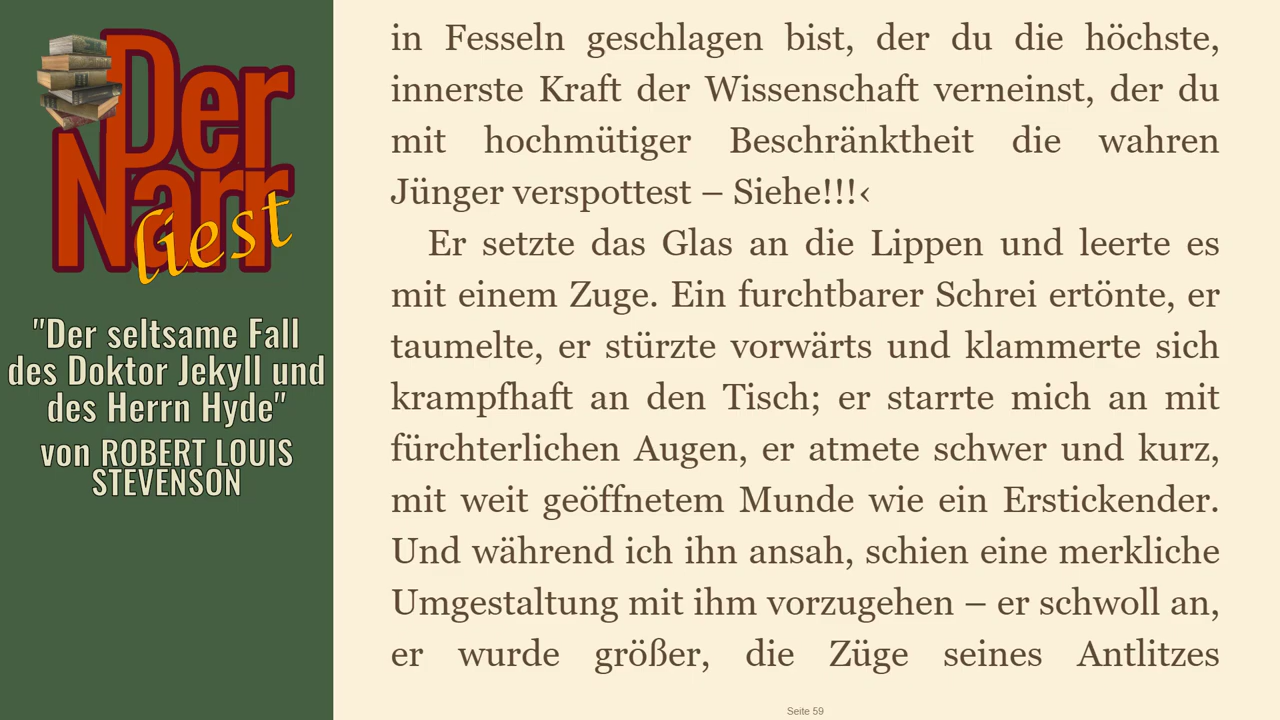 Der
Narr
liest
"Der seltsame Fall
des Doktor Jekyll und
des Herrn Hyde"
von ROBERT LOUIS
STEVENSON
in Fesseln geschlagen bist, der du die höchste,
innerste Kraft der Wissenschaft verneinst, der du
mit hochmütiger Beschränktheit die wahren
Jünger verspottest – Siehe!!!‹
Er setzte das Glas an die Lippen und leerte es
mit einem Zuge. Ein furchtbarer Schrei ertönte, er
taumelte, er stürzte vorwärts und klammerte sich
krampfhaft an den Tisch; er starrte mich an mit
fürchterlichen Augen, er atmete schwer und kurz,
mit weit geöffnetem Munde wie ein Erstickender.
Und während ich ihn ansah, schien eine merkliche
Umgestaltung mit ihm vorzugehen – er schwoll an,
er wurde größer, die Züge seines Antlitzes
Seite 59